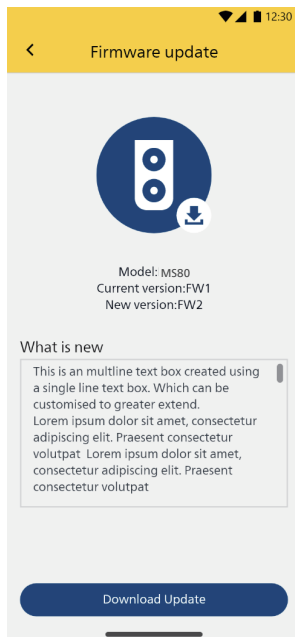 12:30
Firmware update
Model: MS80
Current version:FW1
New version:FW2
What is new
This is an multline text box created using
a single line text box. Which can be
customised to greater extend.
Lorem ipsum dolor sit amet, consectetur
adipiscing elit. Praesent consectetur
volutpat  Lorem ipsum dolor sit amet,
consectetur adipiscing elit. Praesent
consectetur volutpat
Download Update